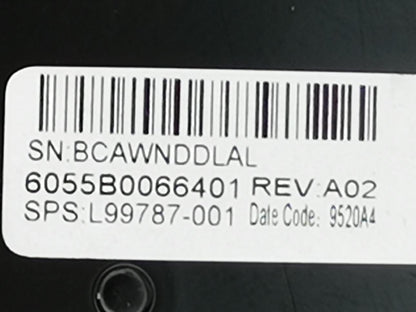 SN:BCAWNDDLAL
6055B0066401 REV:A02
SPS:L99787-001 Date Code: 9520A4